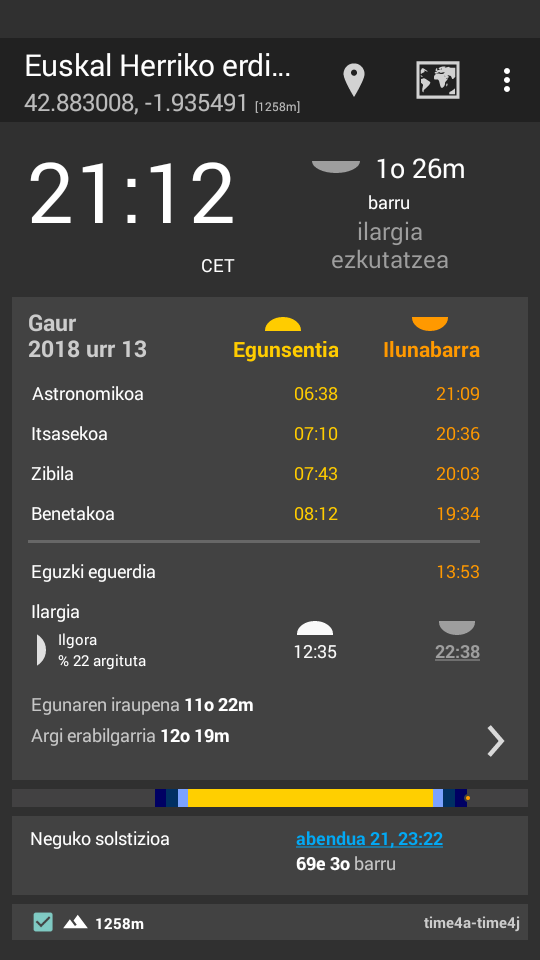 Euskal Herriko erdi...
42.883008, -1.935491 [1258m]
21:12
CET
1o 26m
barru
ilargia
ezkutatzea
Gaur
2018 urr 13
Egunsentia
Ilunabarra
Astronomikoa 06:38 21:09
Itsasekoa 07:10 20:36
Zibila 07:43 20:03
Benetakoa 08:12 19:34
Eguzki eguerdia 13:53
Ilargia
Ilgora
% 22 argituta
12:35 22:38
Egunaren iraupena 11o 22m
Argi erabilgarria 12o 19m
Neguko solstizioa abendua 21, 23:22
69e 3o barru
1258m time4a-time4j